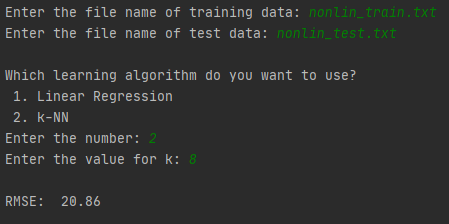 Enter the file name of training data: nonlin_train.txt
Enter the file name of test data: nonlin_test.txt
Which learning algorithm do you want to use?
1. Linear Regression
2. k-NN
Enter the number: 2
Enter the value for k: 8
RMSE:  20.86